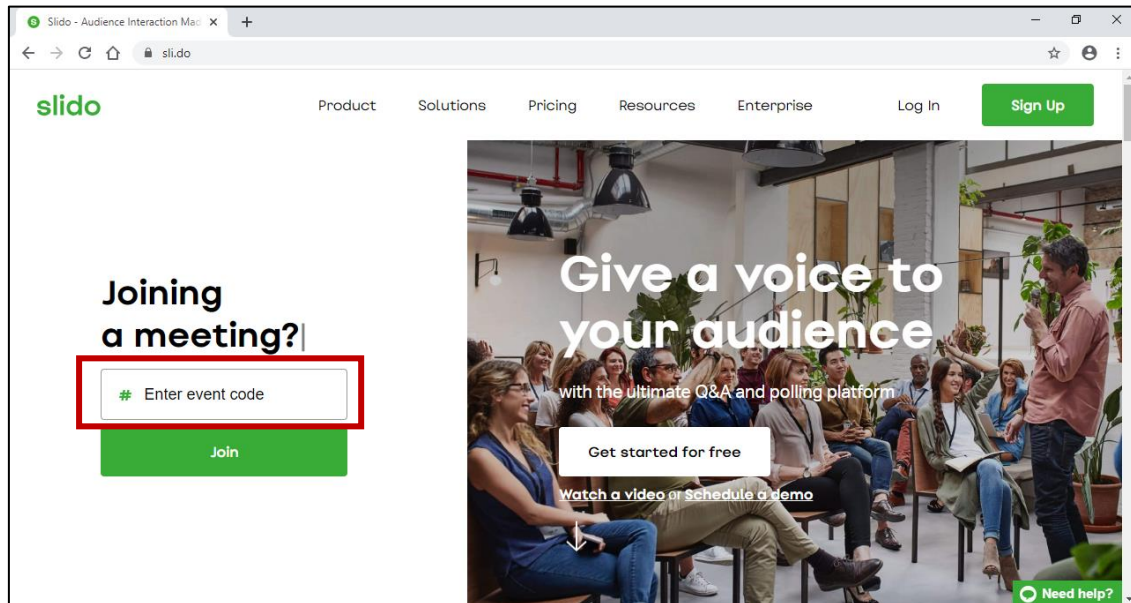 Slido - Audience Interaction Mad
sli.do
slido
Product Solutions Pricing Resources Enterprise Log In Sign Up
Joining
a meeting?
# Enter event code
Join
Give a voice to
your audience
with the ultimate Q&A and polling platform
Get started for free
Watch a video or Schedule a demo
Need help?